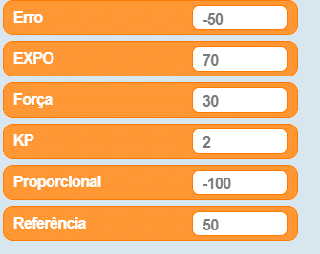 Erro -50
EXPO 70
Força 30
KP 2
Proporcional -100
Referência 50